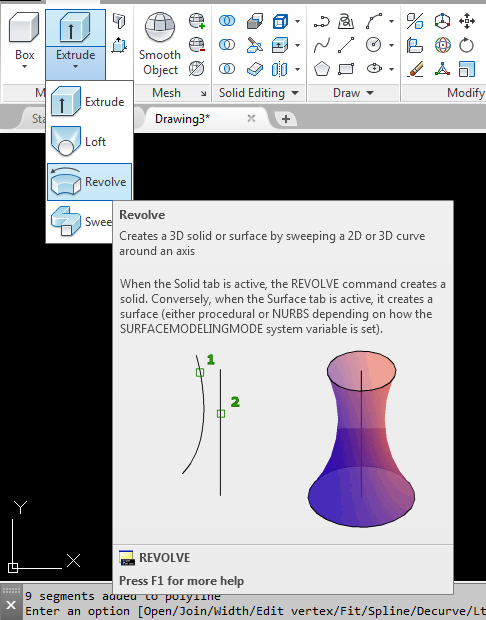 Box
Extrude
Smooth
Object
M
Mesh
Solid Editing
Draw
Modify
Sta
Drawing3*
Extrude
Loft
Revolve
Swee
Revolve
Creates a 3D solid or surface by sweeping a 2D or 3D curve
around an axis
When the Solid tab is active, the REVOLVE command creates a
solid. Conversely, when the Surface tab is active, it creates a
surface (either procedural or NURBS depending on how the
SURFACEMODELINGMODE system variable is set).
1
2
REVOLVE
Press F1 for more help
Y
X
9 segments added to polyline
Enter an option [Open/Join/Width/Edit vertex/Fit/Spline/Decurve/Lt